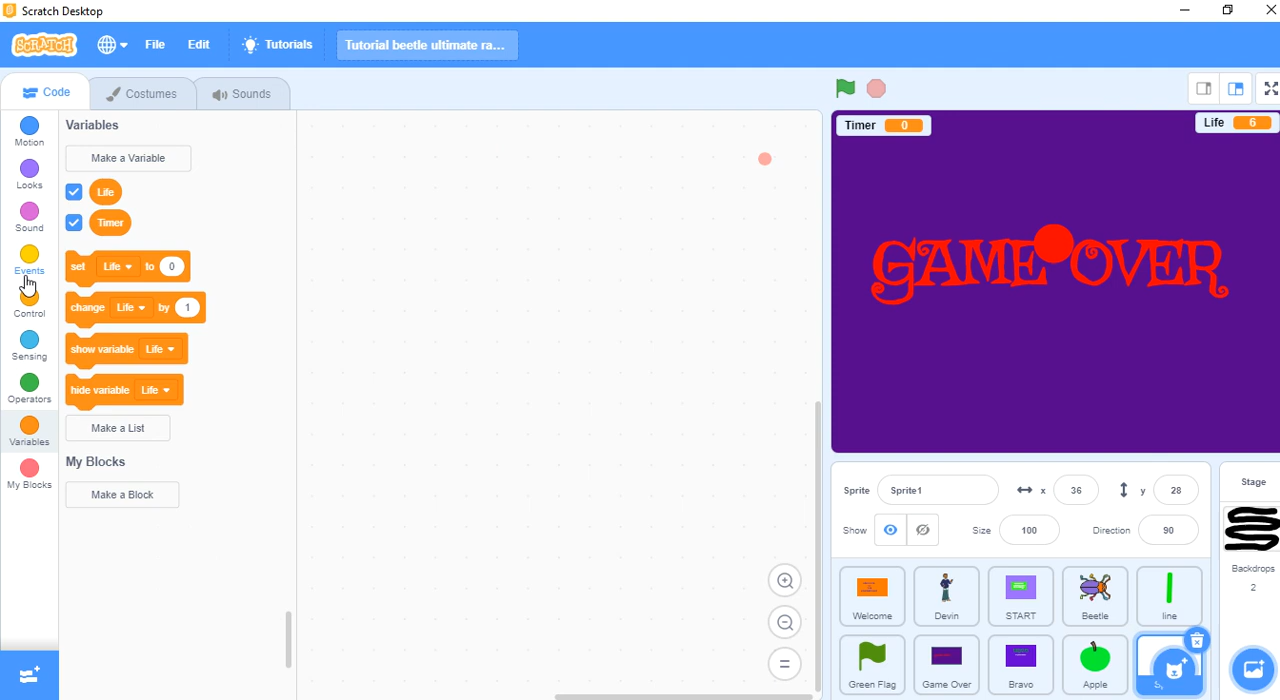 Scratch Desktop
SCRATCH
File
Edit
Tutorials
Tutorial beetle ultimate ra...
Code
Costumes
Sounds
Motion
Looks
Sound
Events
Control
Sensing
Operators
Variables
My Blocks
Variables
Make a Variable
Life
Timer
set Life to 0
change Life by 1
show variable Life
hide variable Life
Make a List
My Blocks
Make a Block
Timer 0
Life 6
GAME OVER
Sprite Sprite1 x 36 y 28
Show Size 100 Direction 90
Welcome
Devin
START
Beetle
line
Green Flag
Game Over
Bravo
Apple
Stage
Backdrops
2